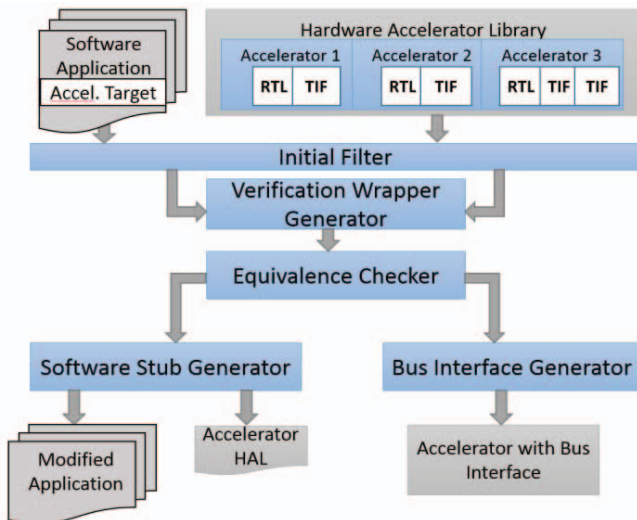 Hardware Accelerator Library
Software
Application
Accel. Target
Accelerator 1
Accelerator 2
Accelerator 3
RTL TIF
RTL TIF
RTL TIF TIF
Initial Filter
Verification Wrapper
Generator
Equivalence Checker
Software Stub Generator
Bus Interface Generator
Modified
Application
Accelerator
HAL
Accelerator with Bus
Interface